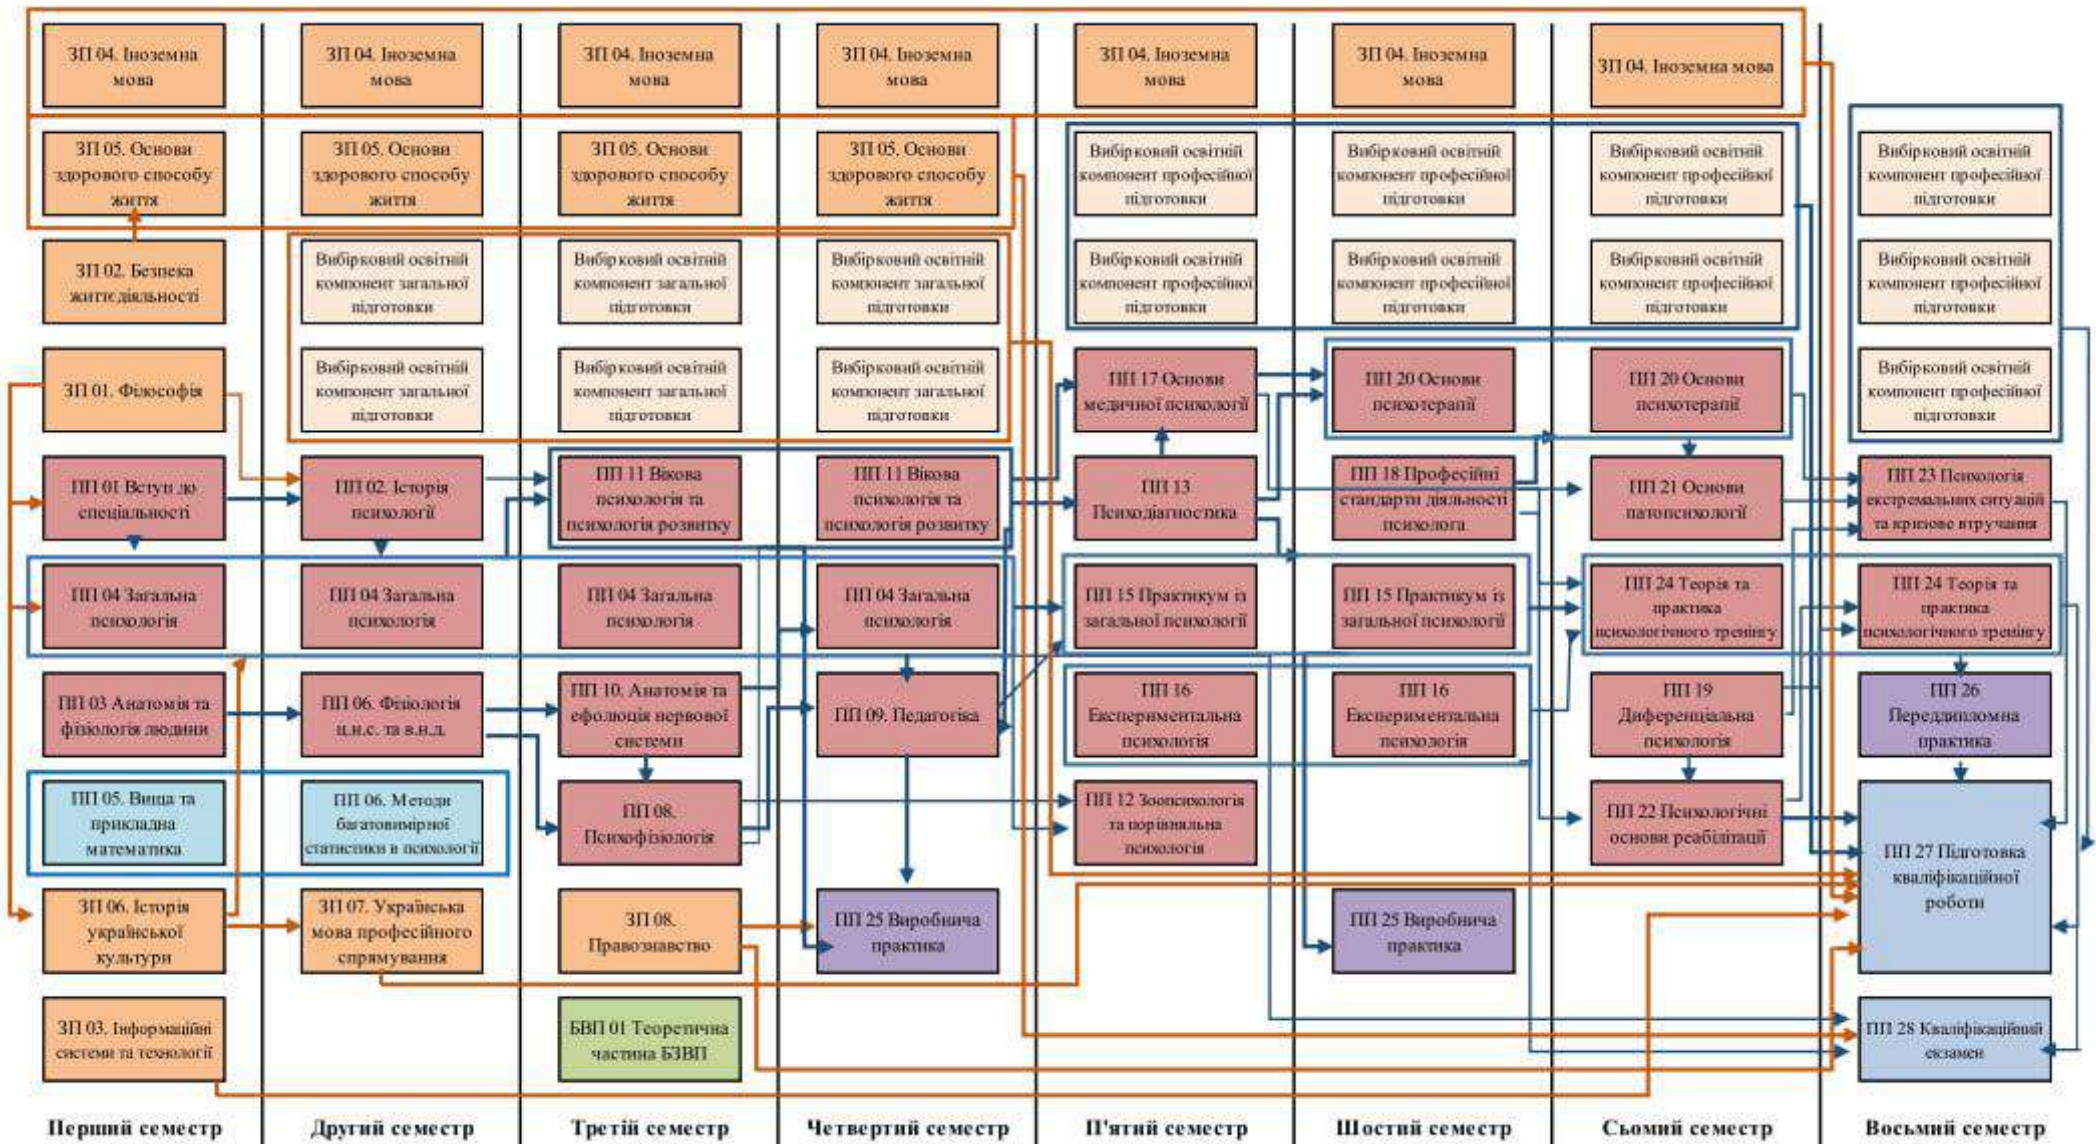 ЗП 04. Іноземна
мова
ЗП 04. Іноземна
мова
ЗП 04. Іноземна
мова
ЗП 04. Іноземна
мова
ЗП 04. Іноземна
мова
ЗП 04. Іноземна
мова
ЗП 04. Іноземна мова
ЗП 05. Основи
здорового способу
життя
ЗП 05. Основи
здорового способу
життя
ЗП 05. Основи
здорового способу
життя
ЗП 05. Основи
здорового способу
життя
Вибірковий освітній
компонент професійної
підготовки
Вибірковий освітній
компонент професійної
підготовки
Вибірковий освітній
компонент професійної
підготовки
Вибірковий освітній
компонент професійної
підготовки
ЗП 02. Безпека
життєдіяльності
Вибірковий освітній
компонент загальної
підготовки
Вибірковий освітній
компонент загальної
підготовки
Вибірковий освітній
компонент загальної
підготовки
Вибірковий освітній
компонент професійної
підготовки
Вибірковий освітній
компонент професійної
підготовки
Вибірковий освітній
компонент професійної
підготовки
Вибірковий освітній
компонент професійної
підготовки
ЗП 01. Філософія
Вибірковий освітній
компонент загальної
підготовки
Вибірковий освітній
компонент загальної
підготовки
Вибірковий освітній
компонент загальної
підготовки
ПП 17 Основи
медичної психології
ПП 20 Основи
психотерапії
ПП 20 Основи
психотерапії
Вибірковий освітній
компонент професійної
підготовки
ПП 01 Вступ до
спеціальності
ПП 02. Історія
психології
ПП 11 Вікова
психологія та
психологія розвитку
ПП 11 Вікова
психологія та
психологія розвитку
ПП 13
Психодіагностика
ПП 18 Професійні
стандарти діяльності
психолога
ПП 21 Основи
патопсихології
ПП 23 Психологія
екстремальних ситуацій
та кризове втручання
ПП 04 Загальна
психологія
ПП 04 Загальна
психологія
ПП 04 Загальна
психологія
ПП 04 Загальна
психологія
ПП 15 Практикум із
загальної психології
ПП 15 Практикум із
загальної психології
ПП 24 Теорія та
практика
психологічного тренінгу
ПП 24 Теорія та
практика
психологічного тренінгу
ПП 03 Анатомія та
фізіологія людини
ПП 06. Фізіологія
ц.н.с. та в.н.д.
ПП 10. Анатомія та
ефолюція нервової
системи
ПП 09. Педагогіка
ПП 16
Експериментальна
психологія
ПП 16
Експериментальна
психологія
ПП 19
Диференціальна
психологія
ПП 26
Переддипломна
практика
ПП 05. Вища та
прикладна
математика
ПП 06. Методи
багатовимірної
статистики в психології
ПП 08.
Психофізіологія
ПП 12 Зоопсихологія
та порівняльна
психологія
ПП 22 Психологічні
основи реабілітації
ПП 27 Підготовка
кваліфікаційної
роботи
ЗП 06. Історія
української
культури
ЗП 07. Українська
мова професійного
спрямування
ЗП 08.
Правознавство
ПП 25 Виробнича
практика
ПП 25 Виробнича
практика
ЗП 03. Інформаційні
системи та технології
БВП 01 Теоретична
частина БЗВП
ПП 28 Кваліфікаційний
екзамен
Перший семестр
Другий семестр
Третій семестр
Четвертий семестр
П'ятий семестр
Шостий семестр
Сьомий семестр
Восьмий семестр